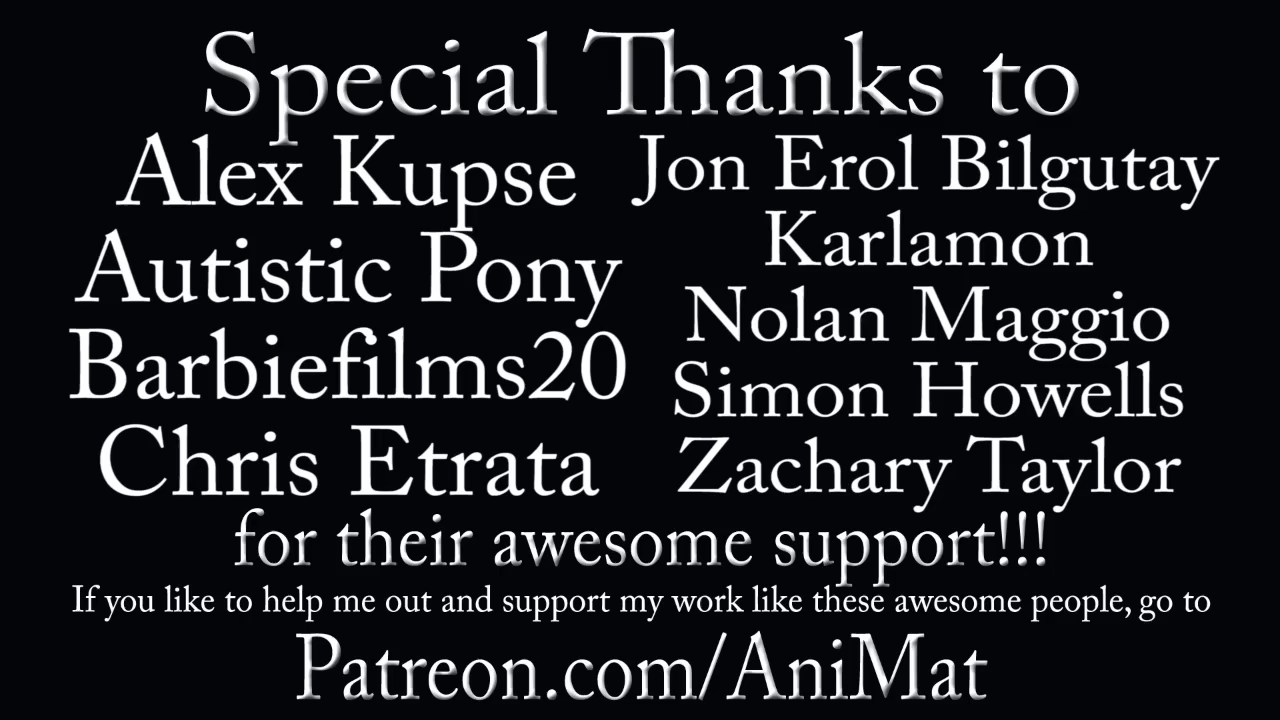 Special Thanks to
Alex Kupse
Autistic Pony
Barbiefilms20
Chris Etrata
Jon Erol Bilgutay
Karlamon
Nolan Maggio
Simon Howells
Zachary Taylor
for their awesome support!!!
If you like to help me out and support my work like these awesome people, go to
Patreon.com/AniMat